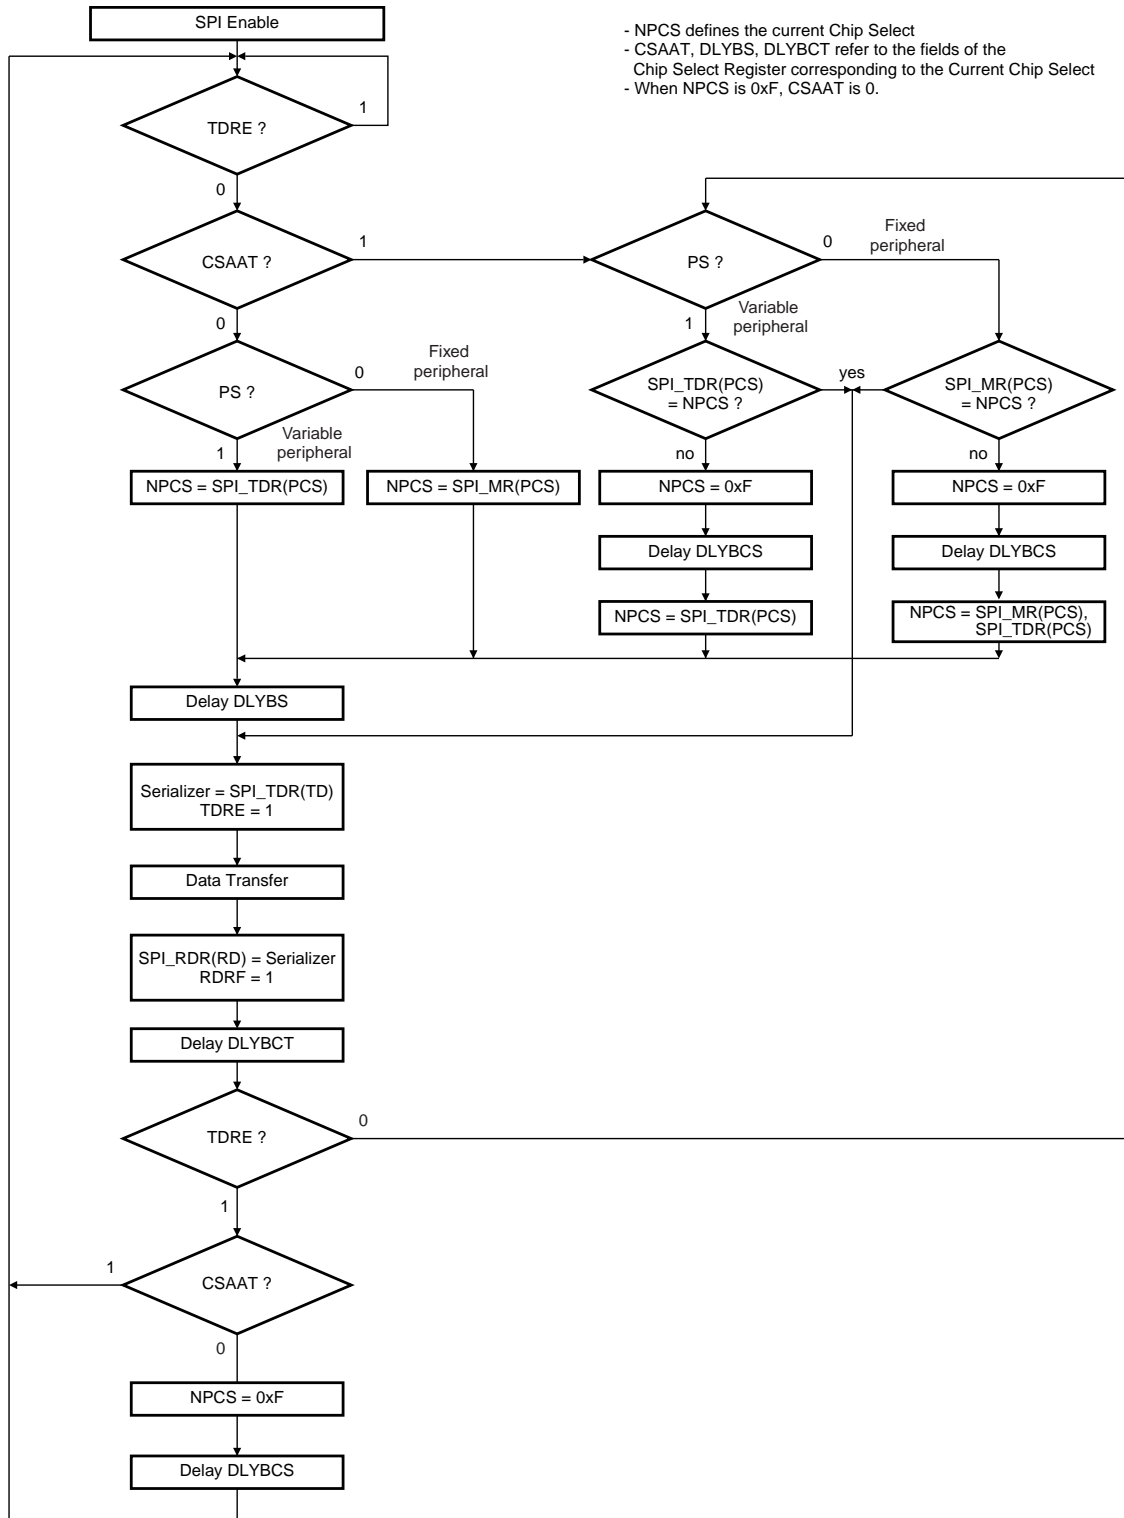 SPI Enable
- NPCS defines the current Chip Select
- CSAAT, DLYBS, DLYBCT refer to the fields of the
Chip Select Register corresponding to the Current Chip Select
- When NPCS is 0xF, CSAAT is 0.
1
TDRE ?
0
CSAAT ?
1
PS ?
0
Fixed
peripheral
0
1
Variable
peripheral
PS ?
0
Fixed
peripheral
SPI_TDR(PCS)
= NPCS ?
yes
SPI_MR(PCS)
= NPCS ?
1
Variable
peripheral
no
no
NPCS = SPI_TDR(PCS)
NPCS = SPI_MR(PCS)
NPCS = 0xF
NPCS = 0xF
Delay DLYBCS
Delay DLYBCS
NPCS = SPI_TDR(PCS)
NPCS = SPI_MR(PCS),
SPI_TDR(PCS)
Delay DLYBS
Serializer = SPI_TDR(TD)
TDRE = 1
Data Transfer
SPI_RDR(RD) = Serializer
RDRF = 1
Delay DLYBCT
TDRE ?
0
1
CSAAT ?
1
0
NPCS = 0xF
Delay DLYBCS